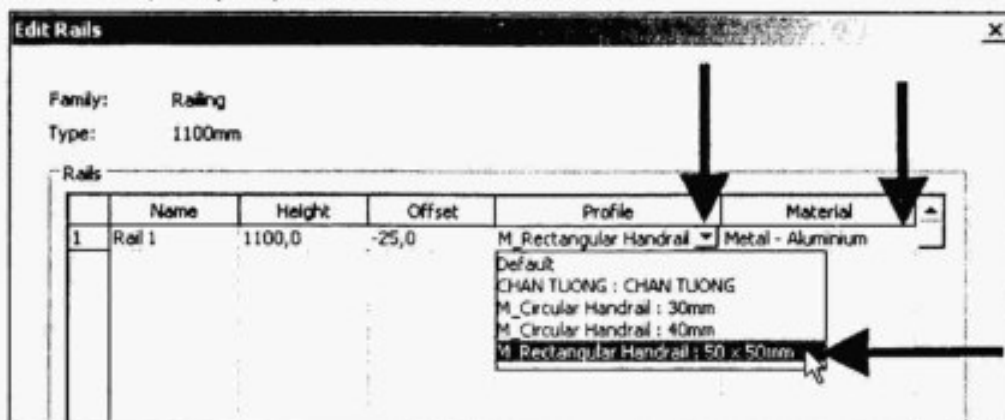 Edit Rails
Family: Railing
Type: 1100mm
Rails
Name Height Offset Profile Material
1 Rail 1 1100,0 -25,0 M_Rectangular Handrail Metal - Aluminium
Default
CHAN TUONG : CHAN TUONG
M_Circular Handrail : 30mm
M_Circular Handrail : 40mm
M_Rectangular Handrail : 50 x 50mm